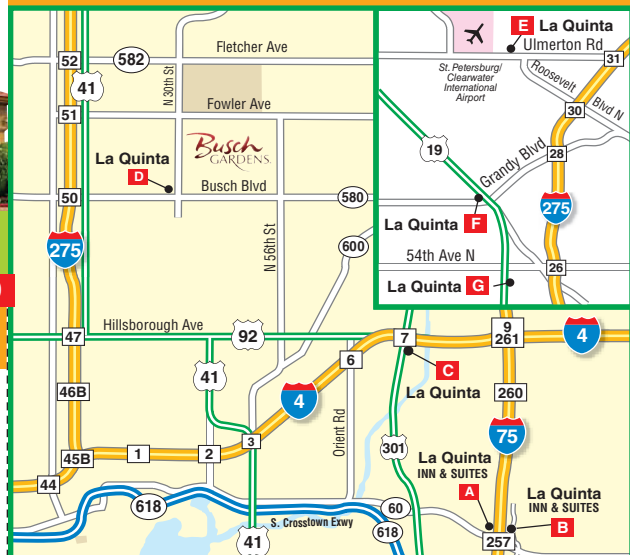 Fletcher Ave
52
582
41
N 30th St
51
Fowler Ave
Busch
GARDENS
La Quinta
D
50
Busch Blvd
580
275
N 56th St
600
Hillsborough Ave
47
92
7
9
261
4
41
6
C
La Quinta
46B
4
260
Orient Rd
75
301
3
45B
1
2
La Quinta
INN & SUITES
A
44
La Quinta
INN & SUITES
B
618
60
S. Crosstown Expwy
618
41
257
E La Quinta
Ulmerton Rd
31
St. Petersburg/
Clearwater
International
Airport
Roosevelt
Blvd N
30
19
28
Grandy Blvd
La Quinta F
275
54th Ave N
26
La Quinta G